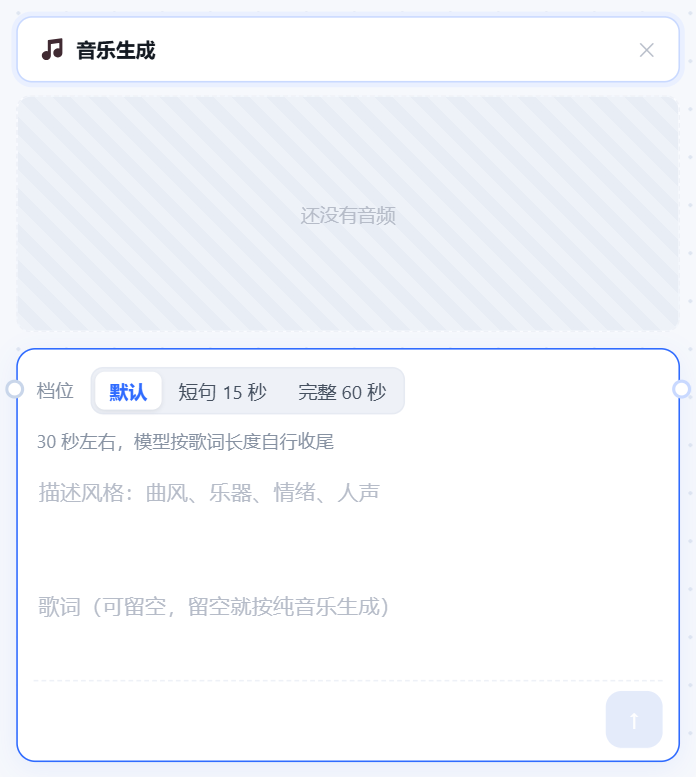 音乐生成
还没有音频
档位 默认 短句 15 秒 完整 60 秒
30 秒左右，模型按歌词长度自行收尾
描述风格：曲风、乐器、情绪、人声
歌词（可留空，留空就按纯音乐生成）